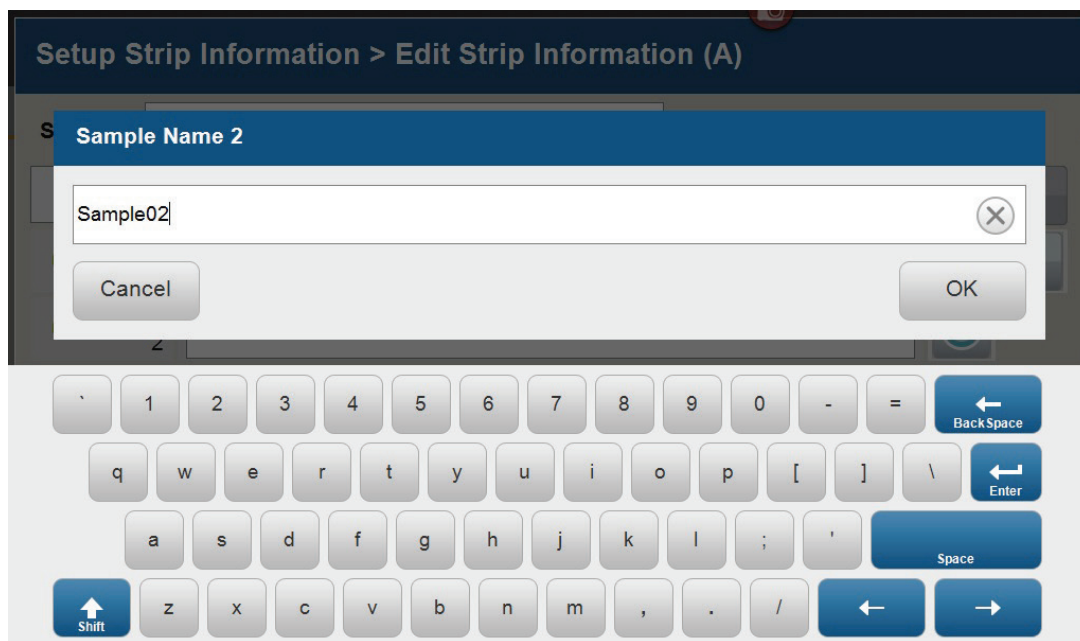 Setup Strip Information > Edit Strip Information (A)
S
Sample Name 2
Sample02
Cancel
OK
2
` 1 2 3 4 5 6 7 8 9 0 - = BackSpace
q w e r t y u i o p [ ] \ Enter
a s d f g h j k l ; ' Space
Shift z x c v b n m , . /